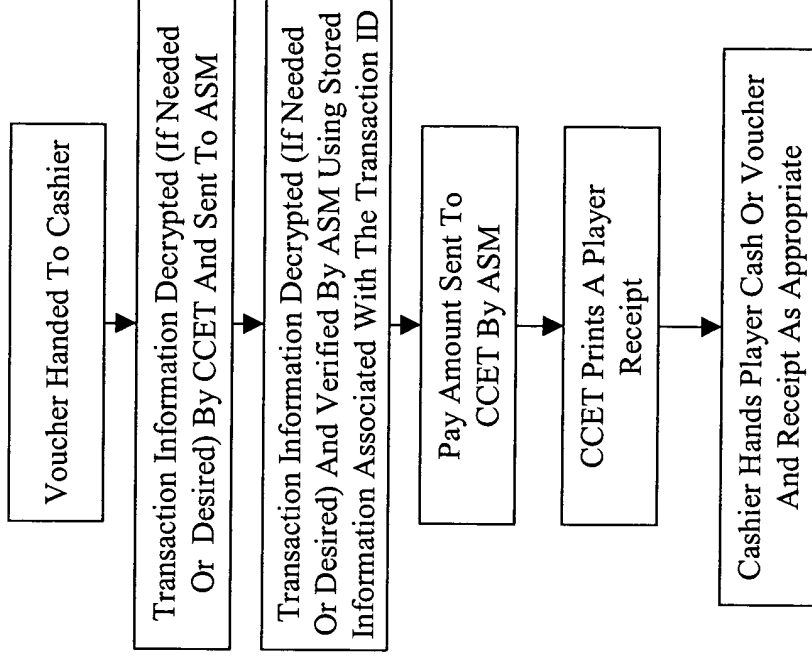 Voucher Handed To Cashier
Transaction Information Decrypted (If Needed
Or Desired) By CCET And Sent To ASM
Transaction Information Decrypted (If Needed
Or Desired) And Verified By ASM Using Stored
Information Associated With The Transaction ID
Pay Amount Sent To
CCET By ASM
CCET Prints A Player
Receipt
Cashier Hands Player Cash Or Voucher
And Receipt As Appropriate